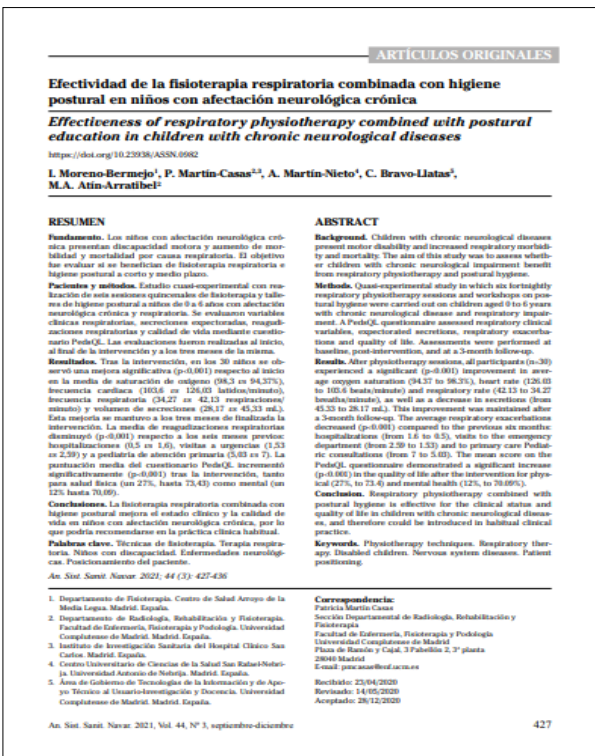 ARTÍCULOS ORIGINALES
Efectividad de la fisioterapia respiratoria combinada con higiene
postural en niños con afectación neurológica crónica
Effectiveness of respiratory physiotherapy combined with postural
education in children with chronic neurological diseases
https://doi.org/10.23938/ASSN.0982
I. Moreno-Bermejo¹, P. Martín-Casas²,³, A. Martín-Nieto⁴, C. Bravo-Llatas⁵,
M.A. Atín-Arratibel²
RESUMEN
Fundamento. Los niños con afectación neurológica cró-
nica presentan discapacidad motora y aumento de mor-
bilidad y mortalidad por causa respiratoria. El objetivo
fue evaluar si se benefician de fisioterapia respiratoria e
higiene postural a corto y medio plazo.
Pacientes y métodos. Estudio cuasi-experimental con rea-
lización de seis sesiones quincenales de fisioterapia y talle-
res de higiene postural a niños de 0 a 6 años con afectación
neurológica crónica y respiratoria. Se evaluaron variables
clínicas respiratorias, secreciones expectoradas, reagudi-
zaciones respiratorias y calidad de vida mediante cuestio-
nario PedsQL. Las evaluaciones fueron realizadas al inicio,
al final de la intervención y a los tres meses de la misma.
Resultados. Tras la intervención, en los 30 niños se ob-
servó una mejora significativa (p<0,001) respecto al inicio
en la media de saturación de oxígeno (98,3 vs 94,37%),
frecuencia cardiaca (103,6 vs 126,03 latidos/minuto),
frecuencia respiratoria (34,27 vs 42,13 respiraciones/
minuto) y volumen de secreciones (28,17 vs 45,33 mL).
Esta mejoría se mantuvo a los tres meses de finalizada la
intervención. La media de reagudizaciones respiratorias
disminuyó (p<0,001) respecto a los seis meses previos:
hospitalizaciones (0,5 vs 1,6), visitas a urgencias (1,53
vs 2,59) y a pediatría de atención primaria (5,03 vs 7). La
puntuación media del cuestionario PedsQL incrementó
significativamente (p<0,001) tras la intervención, tanto
para salud física (un 27%, hasta 73,43) como mental (un
12% hasta 70,09).
Conclusiones. La fisioterapia respiratoria combinada con
higiene postural mejora el estado clínico y la calidad de
vida en niños con afectación neurológica crónica, por lo
que podría recomendarse en la práctica clínica habitual.
Palabras clave. Técnicas de fisioterapia. Terapia respira-
toria. Niños con discapacidad. Enfermedades neurológi-
cas. Posicionamiento del paciente.
An. Sist. Sanit. Navar. 2021; 44 (3): 427-436
ABSTRACT
Background. Children with chronic neurological diseases
present motor disability and increased respiratory morbidi-
ty and mortality. The aim of this study was to assess wheth-
er children with chronic neurological impairment benefit
from respiratory physiotherapy and postural hygiene.
Methods. Quasi-experimental study in which six fortnightly
respiratory physiotherapy sessions and workshops on pos-
tural hygiene were carried out on children aged 0 to 6 years
with chronic neurological disease and respiratory impair-
ment. A PedsQL questionnaire assessed respiratory clinical
variables, expectorated secretions, respiratory exacerba-
tions and quality of life. Assessments were performed at
baseline, post-intervention, and at a 3-month follow-up.
Results. After physiotherapy sessions, all participants (n=30)
experienced a significant (p<0.001) improvement in aver-
age oxygen saturation (94.37 to 98.3%), heart rate (126.03
to 103.6 beats/minute) and respiratory rate (42.13 to 34.27
breaths/minute), as well as a decrease in secretions (from
45.33 to 28.17 mL). This improvement was maintained after
a 3-month follow-up. The average respiratory exacerbations
decreased (p<0.001) compared to the previous six months:
hospitalizations (from 1.6 to 0.5), visits to the emergency
department (from 2.59 to 1.53) and to primary care Pediat-
ric consultations (from 7 to 5.03). The mean score on the
PedsQL questionnaire demonstrated a significant increase
(p<0.001) in the quality of life after the intervention for phys-
ical (27%, to 73.4) and mental health (12%, to 70.09%).
Conclusion. Respiratory physiotherapy combined with
postural hygiene is effective for the clinical status and
quality of life in children with chronic neurological diseas-
es, and therefore could be introduced in habitual clinical
practice.
Keywords. Physiotherapy techniques. Respiratory ther-
apy. Disabled children. Nervous system diseases. Patient
positioning.
1. Departamento de Fisioterapia. Centro de Salud Arroyo de la
Media Legua. Madrid. España.
2. Departamento de Radiología, Rehabilitación y Fisioterapia.
Facultad de Enfermería, Fisioterapia y Podología. Universidad
Complutense de Madrid. Madrid. España.
3. Instituto de Investigación Sanitaria del Hospital Clínico San
Carlos. Madrid. España.
4. Centro Universitario de Ciencias de la Salud San Rafael-Nebri-
ja. Universidad Antonio de Nebrija. Madrid. España.
5. Área de Gobierno de Tecnologías de la Información y de Apo-
yo Técnico al Usuario-Investigación y Docencia. Universidad
Complutense de Madrid. Madrid. España.
Correspondencia:
Patricia Martín Casas
Sección Departamental de Radiología, Rehabilitación y
Fisioterapia
Facultad de Enfermería, Fisioterapia y Podología
Universidad Complutense de Madrid
Plaza de Ramón y Cajal, 3 Pabellón 2, 3ª planta
28040 Madrid
E-mail: pmcasas@enf.ucm.es
Recibido: 23/04/2020
Revisado: 14/05/2020
Aceptado: 28/12/2020
An. Sist. Sanit. Navar. 2021, Vol. 44, Nº 3, septiembre-diciembre
427